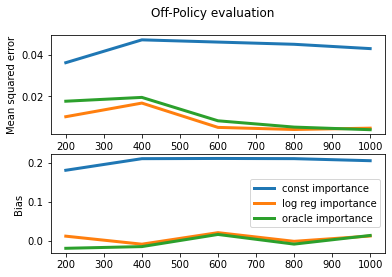 Off-Policy evaluation
Mean squared error
0.04
0.02
200 300 400 500 600 700 800 900 1000
Bias
0.2
0.1
0.0
const importance
log reg importance
oracle importance
200 300 400 500 600 700 800 900 1000